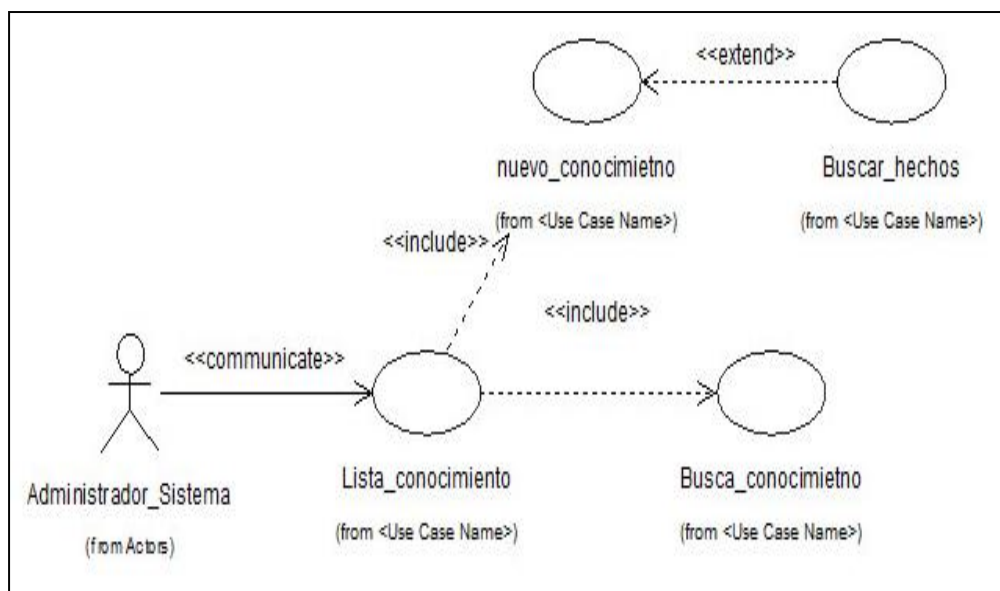 <<extend>>
nuevo_conocimietno
Buscar_hechos
(from <Use Case Name>)
(from <Use Case Name>)
<<include>>
<<include>>
<<communicate>>
Administrador_Sistema
(from Actors)
Lista_conocimiento
(from <Use Case Name>)
Busca_conocimietno
(from <Use Case Name>)